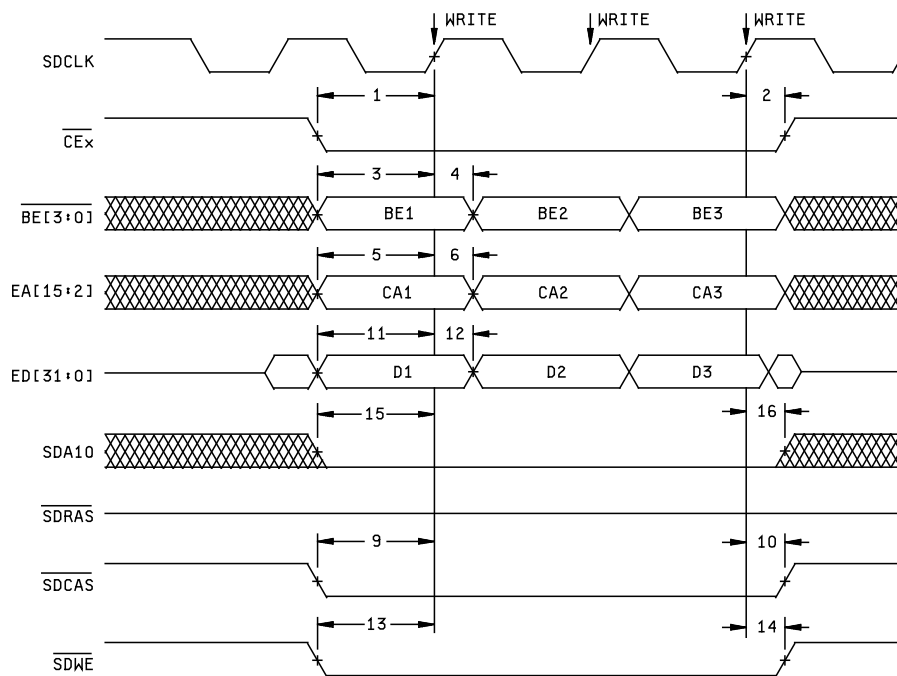 WRITE WRITE WRITE
SDCLK
1 2
CEx
3 4
BE[3:0] BE1 BE2 BE3
5 6
EA[15:2] CA1 CA2 CA3
11 12
ED[31:0] D1 D2 D3
15 16
SDA10
SDRAS
9 10
SDCAS
13 14
SDWE